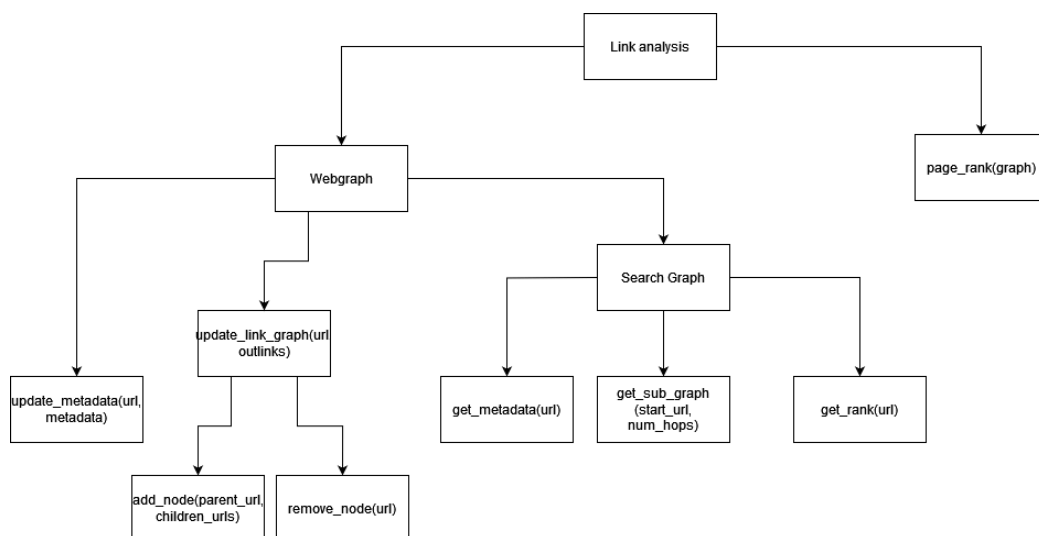 Link analysis
page_rank(graph)
Webgraph
Search Graph
update_link_graph(url
outlinks)
update_metadata(url,
metadata)
get_metadata(url)
get_sub_graph
(start_url,
num_hops)
get_rank(url)
add_node(parent_url,
children_urls)
remove_node(url)